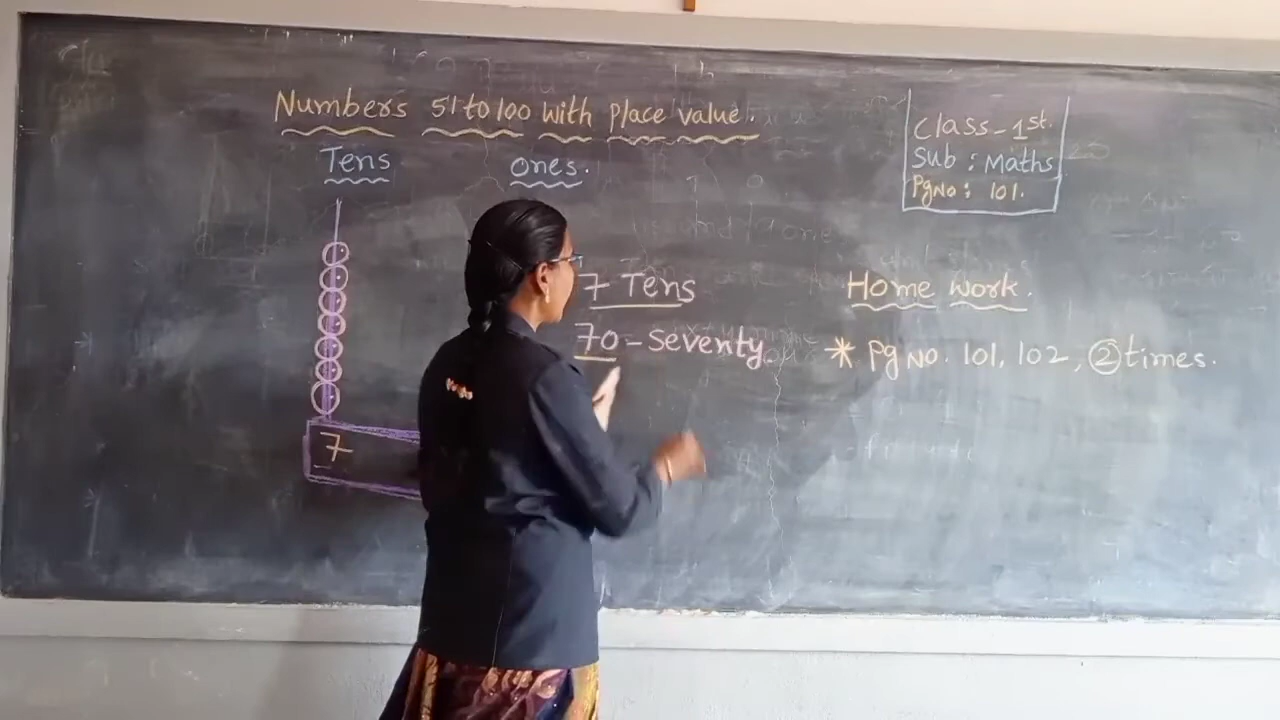 Numbers 51 to 100 with place value.
Tens ones.
7
7 Tens
70 - Seventy
Class - 1st.
Sub : Maths
Pg No : 101.
Home Work.
* Pg No. 101, 102, ② times.